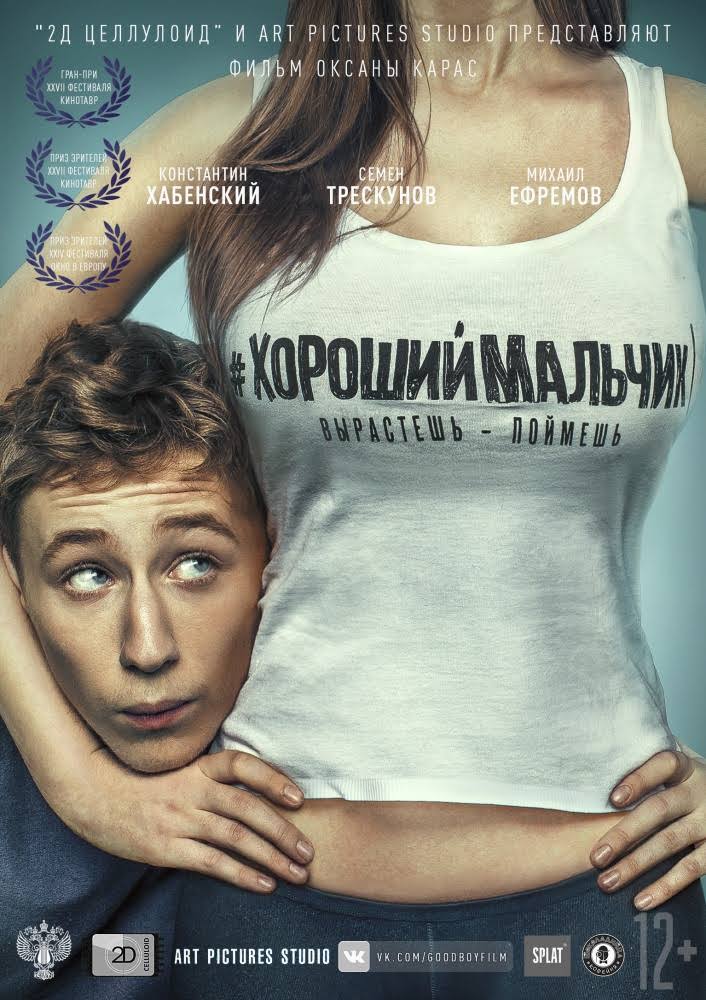 "2Д ЦЕЛЛУЛОИД" И ART PICTURES STUDIO ПРЕДСТАВЛЯЮТ
ФИЛЬМ ОКСАНЫ КАРАС
ГРАН-ПРИ
XXVII ФЕСТИВАЛЯ
КИНОТАВР
ПРИЗ ЗРИТЕЛЕЙ
XXVII ФЕСТИВАЛЯ
КИНОТАВР
ПРИЗ ЗРИТЕЛЕЙ
XXIV ФЕСТИВАЛЯ
ОКНО В ЕВРОПУ
КОНСТАНТИН
ХАБЕНСКИЙ
СЕМЕН
ТРЕСКУНОВ
МИХАИЛ
ЕФРЕМОВ
#ХОРОШИЙМАЛЬЧИК
ВЫРАСТЕШЬ - ПОЙМЕШЬ
2D
CELLULOID
ART PICTURES STUDIO
VK.COM/GOODBOYFILM
SPLAT
12+